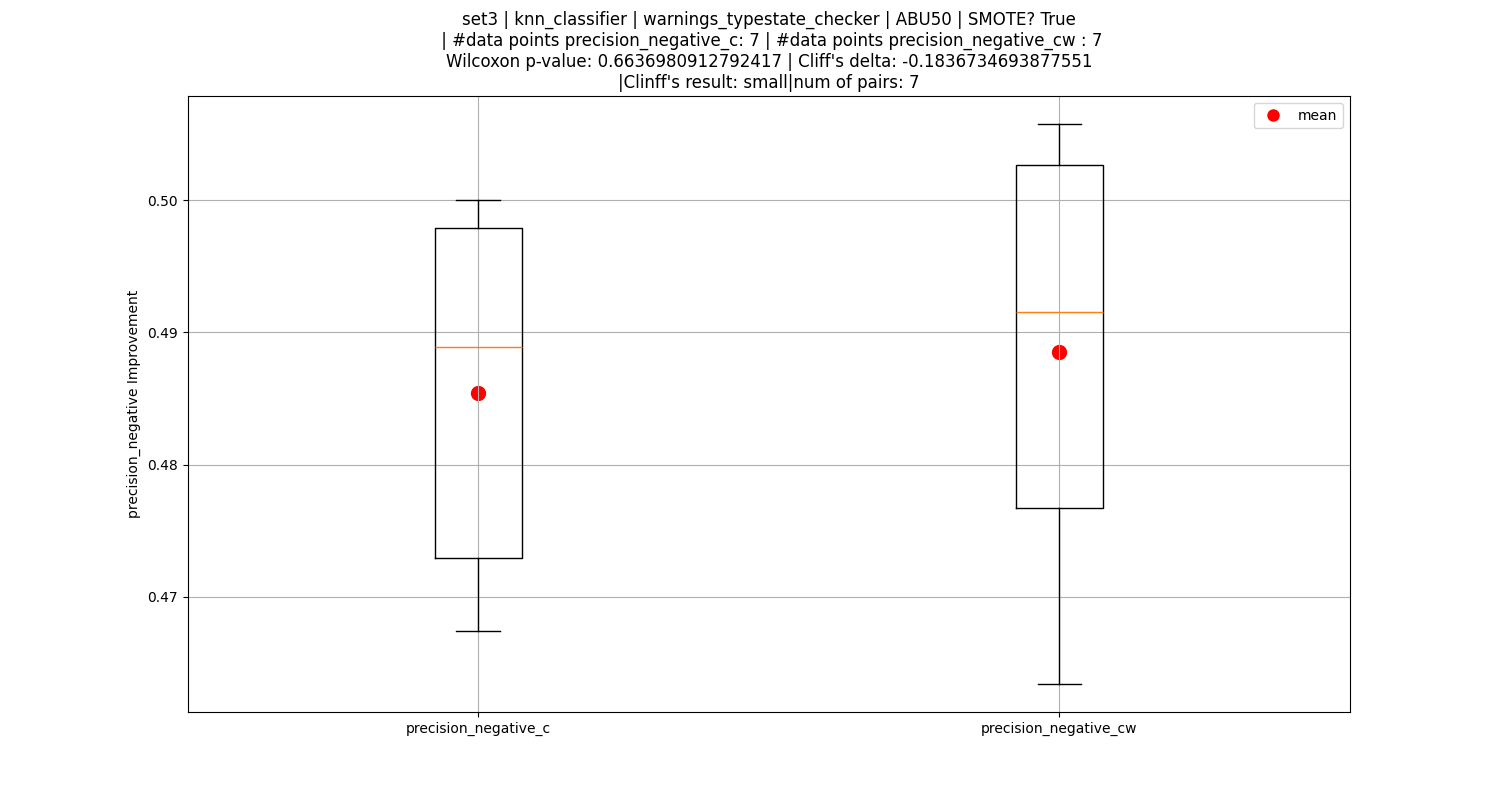 set3 | knn_classifier | warnings_typestate_checker | ABU50 | SMOTE? True
| #data points precision_negative_c: 7 | #data points precision_negative_cw : 7
Wilcoxon p-value: 0.6636980912792417 | Cliff's delta: -0.1836734693877551
|Clinff's result: small|num of pairs: 7
mean
precision_negative Improvement
0.50
0.49
0.48
0.47
precision_negative_c
precision_negative_cw